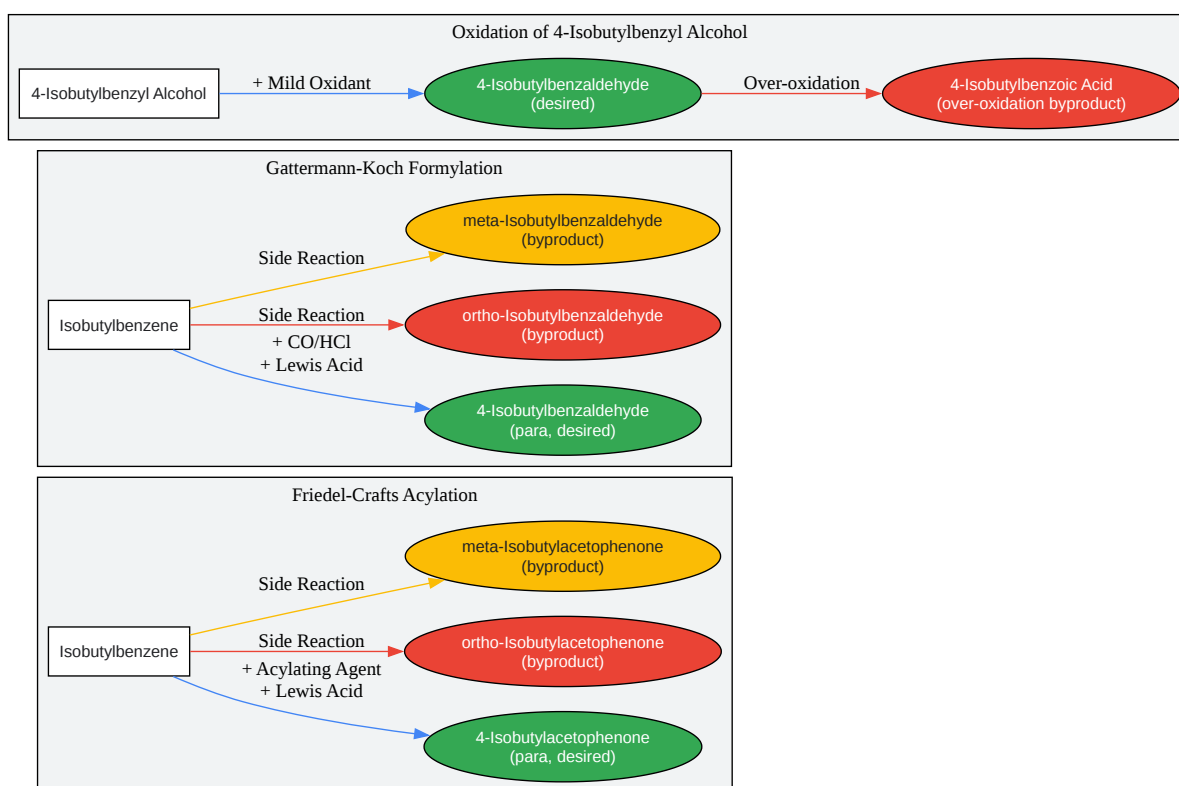 Oxidation of 4-Isobutylbenzyl Alcohol
4-Isobutylbenzyl Alcohol
+ Mild Oxidant
4-Isobutylbenzaldehyde
(desired)
Over-oxidation
4-Isobutylbenzoic Acid
(over-oxidation byproduct)
Gattermann-Koch Formylation
meta-Isobutylbenzaldehyde
(byproduct)
Side Reaction
Isobutylbenzene
Side Reaction
ortho-Isobutylbenzaldehyde
(byproduct)
+ CO/HCl
+ Lewis Acid
4-Isobutylbenzaldehyde
(para, desired)
Friedel-Crafts Acylation
meta-Isobutylacetophenone
(byproduct)
Side Reaction
Isobutylbenzene
Side Reaction
ortho-Isobutylacetophenone
(byproduct)
+ Acylating Agent
+ Lewis Acid
4-Isobutylacetophenone
(para, desired)